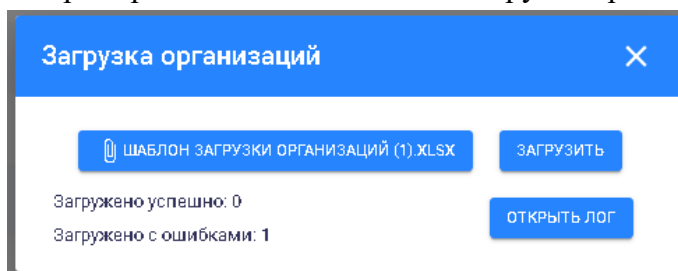 Загрузка организаций
ШАБЛОН ЗАГРУЗКИ ОРГАНИЗАЦИЙ (1).XLSX ЗАГРУЗИТЬ
Загружено успешно: 0
ОТКРЫТЬ ЛОГ
Загружено с ошибками: 1